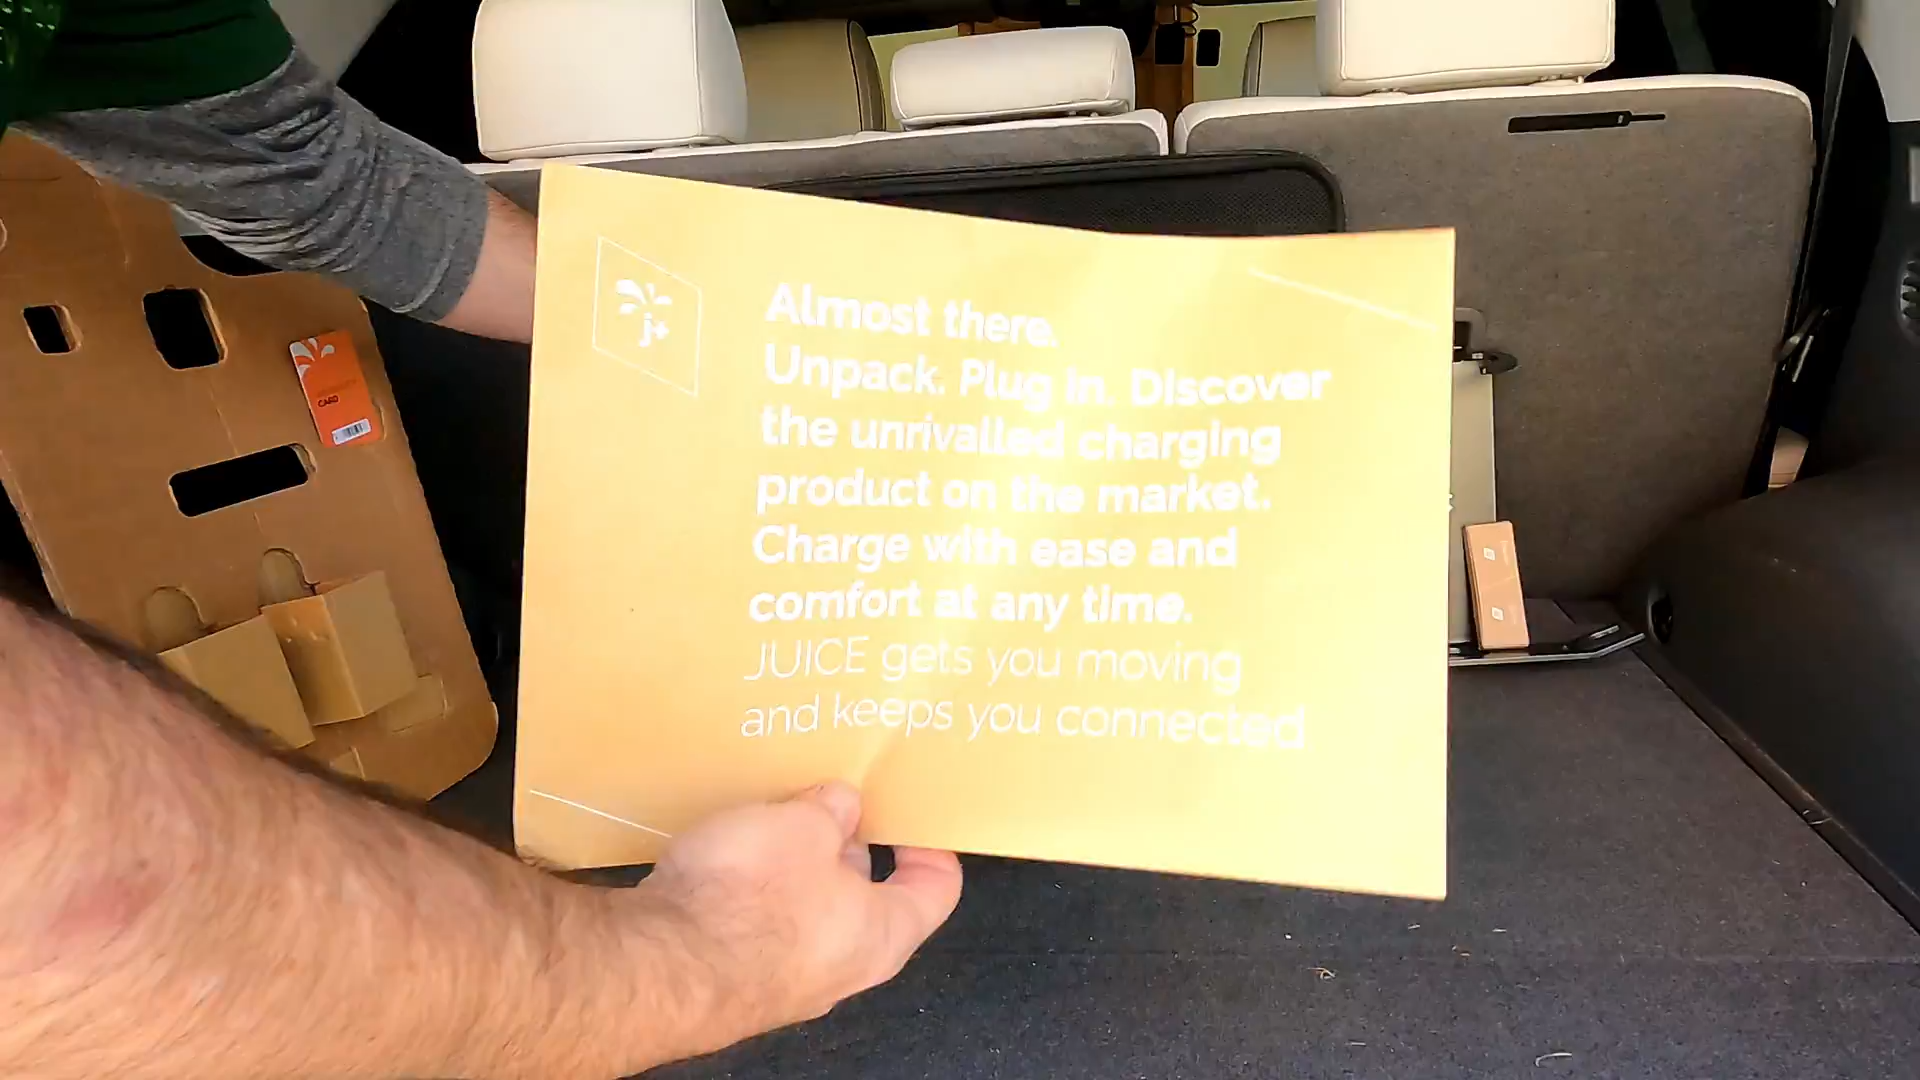 j+
Almost there.
Unpack. Plug in. Discover
the unrivalled charging
product on the market.
Charge with ease and
comfort at any time.
JUICE gets you moving
and keeps you connected
CARD